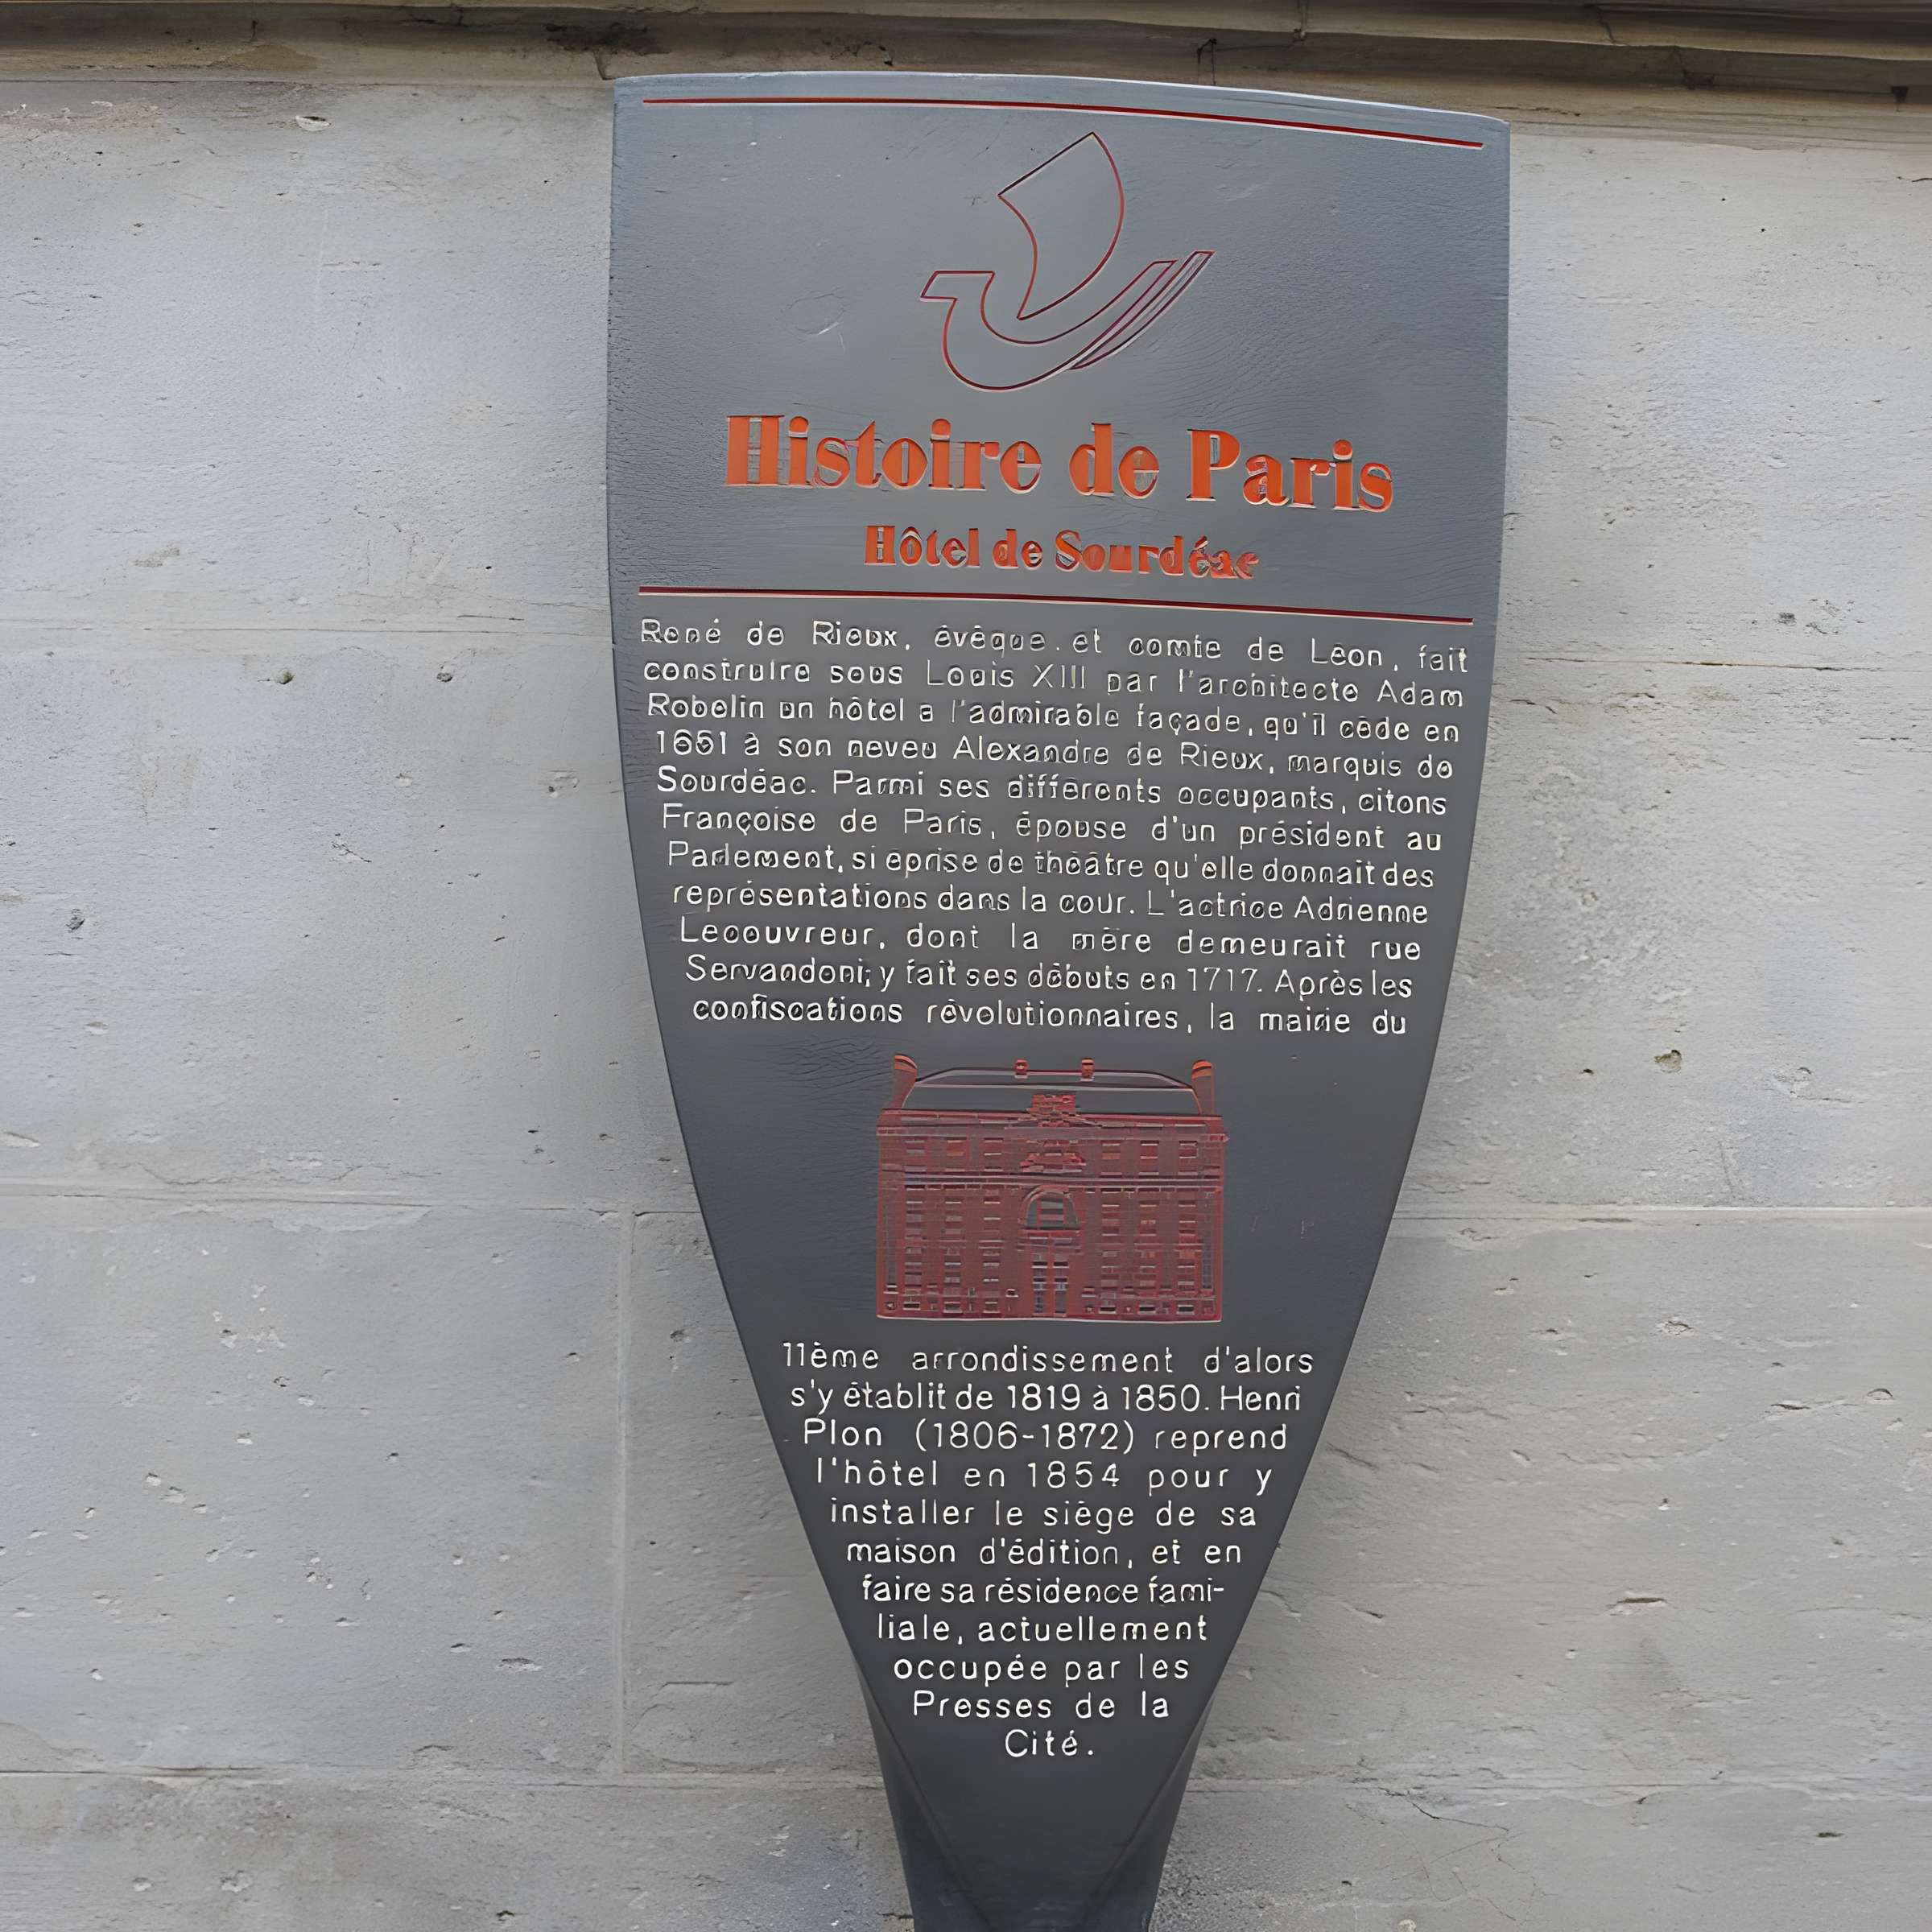 Histoire de Paris
Hôtel de Sourdéac
René de Rieux, évêque et comte de Léon, fait
construire sous Louis XIII par l'architecte Adam
Robelin un hôtel à l'admirable façade, qu'il cède en
1651 à son neveu Alexandre de Rieux, marquis de
Sourdéac. Parmi ses différents occupants, citons
Françoise de Paris, épouse d'un président au
Parlement, si éprise de théâtre qu'elle donnait des
représentations dans la cour. L'actrice Adrienne
Lecouvreur, dont la mère demeurait rue
Servandoni, y fait ses débuts en 1717. Après les
confiscations révolutionnaires, la mairie du
11ème arrondissement d'alors
s'y établit de 1819 à 1850. Henri
Plon (1806-1872) reprend
l'hôtel en 1854 pour y
installer le siège de sa
maison d'édition, et en
faire sa résidence fami-
liale, actuellement
occupée par les
Presses de la
Cité.